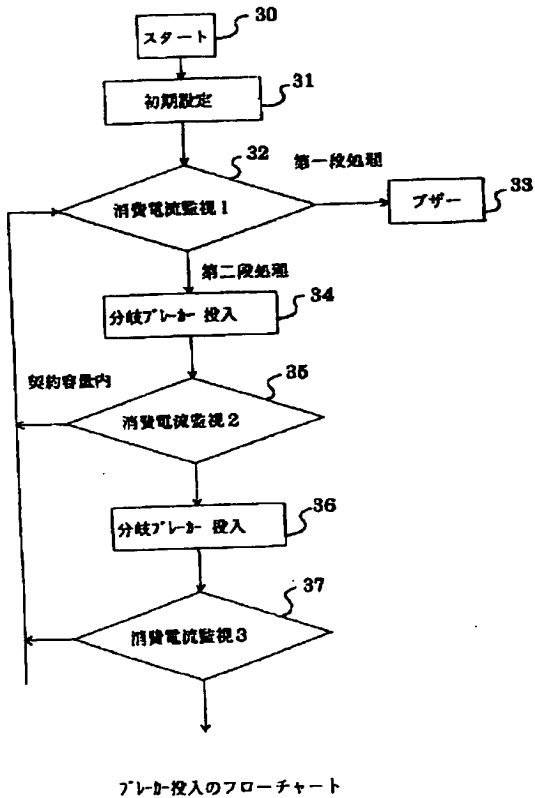 30
スタート
31
初期設定
32
第一段処理
消費電流監視1
ブザー
33
第二段処理
34
分岐ブレーカー 投入
契約容量内
35
消費電流監視2
36
分岐ブレーカー 投入
37
消費電流監視3
ブレーカー投入のフローチャート